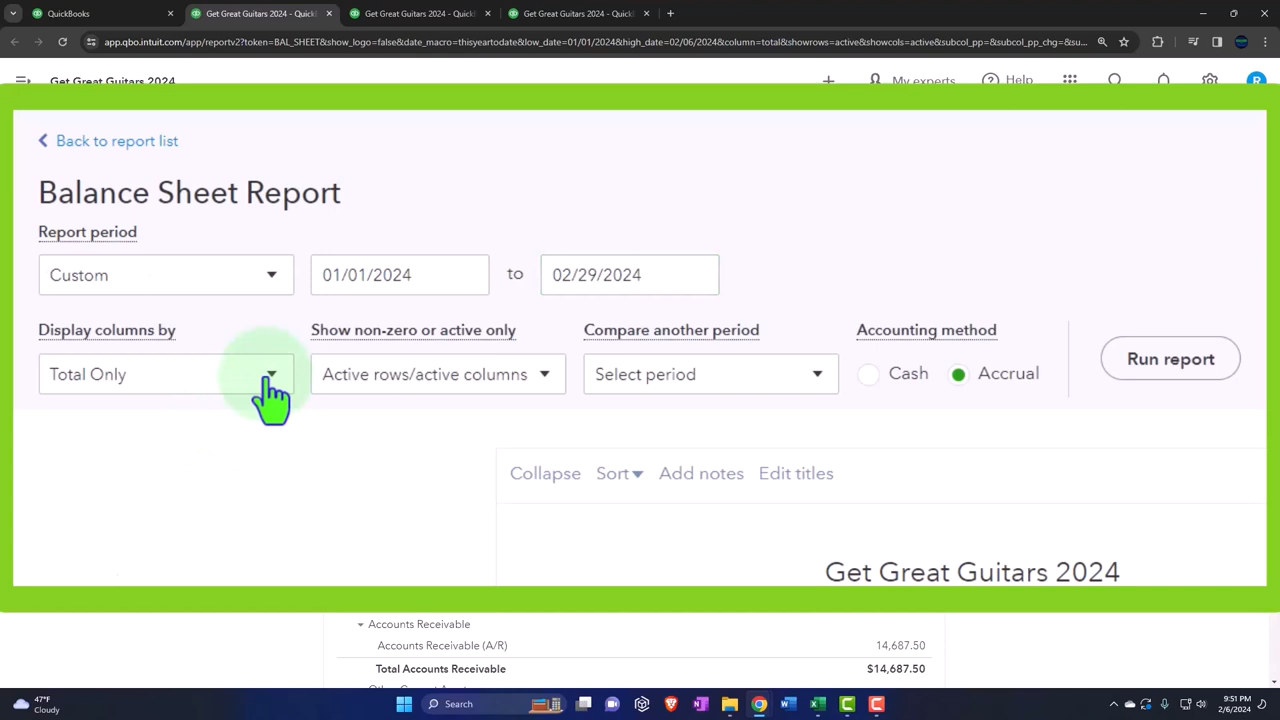 QuickBooks
Get Great Guitars 2024 - QuickB
Get Great Guitars 2024 - QuickB
Get Great Guitars 2024 - QuickB
app.qbo.intuit.com/app/reportv2?token=BAL_SHEET&show_logo=false&date_macro=thisyeartodate&low_date=01/01/2024&high_date=02/06/2024&column=total&showrows=active&showcols=active&subcol_pp=&subcol_pp_chg=&su...
Get Great Guitars 2024
My experts
Help
R
Back to report list
Balance Sheet Report
Report period
Custom
01/01/2024
to
02/29/2024
Display columns by
Show non-zero or active only
Compare another period
Accounting method
Total Only
Active rows/active columns
Select period
Cash
Accrual
Run report
Collapse
Sort
Add notes
Edit titles
Get Great Guitars 2024
Accounts Receivable
Accounts Receivable (A/R)
14,687.50
Total Accounts Receivable
$14,687.50
47°F
Cloudy
Search
9:51 PM
2/6/2024